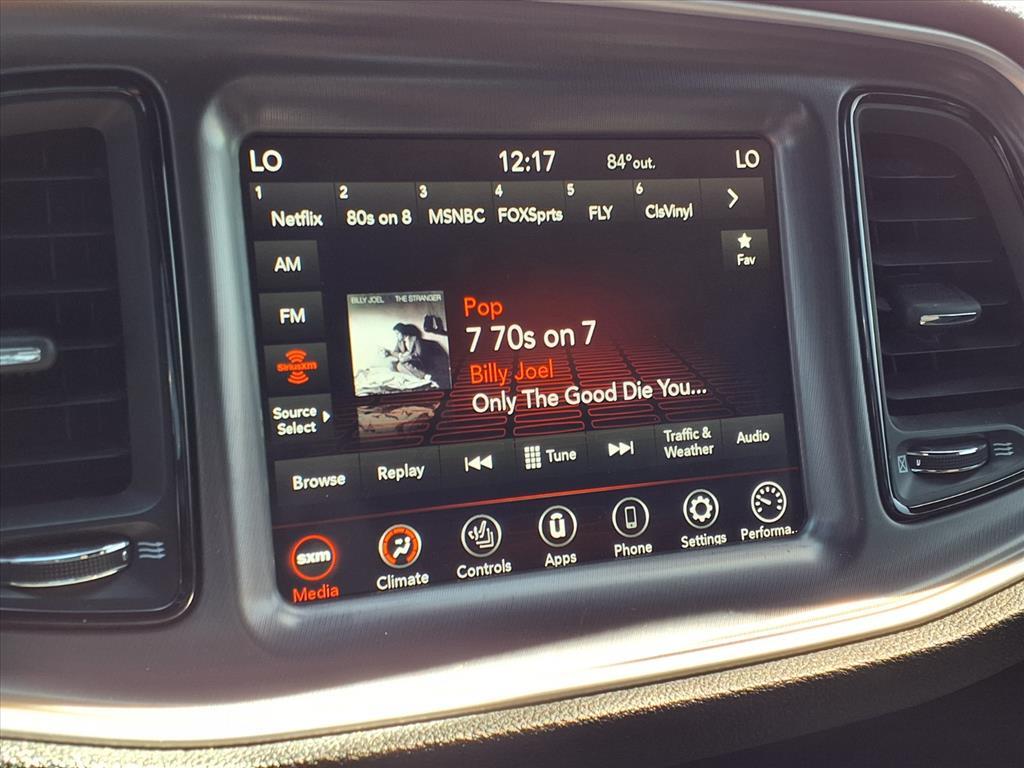 LO 12:17 84°out. LO
1 Netflix 2 80s on 8 3 MSNBC 4 FOXSprts 5 FLY 6 ClsVinyl
AM
Fav
FM
SiriusXM
Source
Select
BILLY JOEL THE STRANGER
Pop
7 70s on 7
Billy Joel
Only The Good Die You...
Browse Replay Tune Traffic &
Weather Audio
sxm
Media Climate Controls Apps Phone Settings Performa..